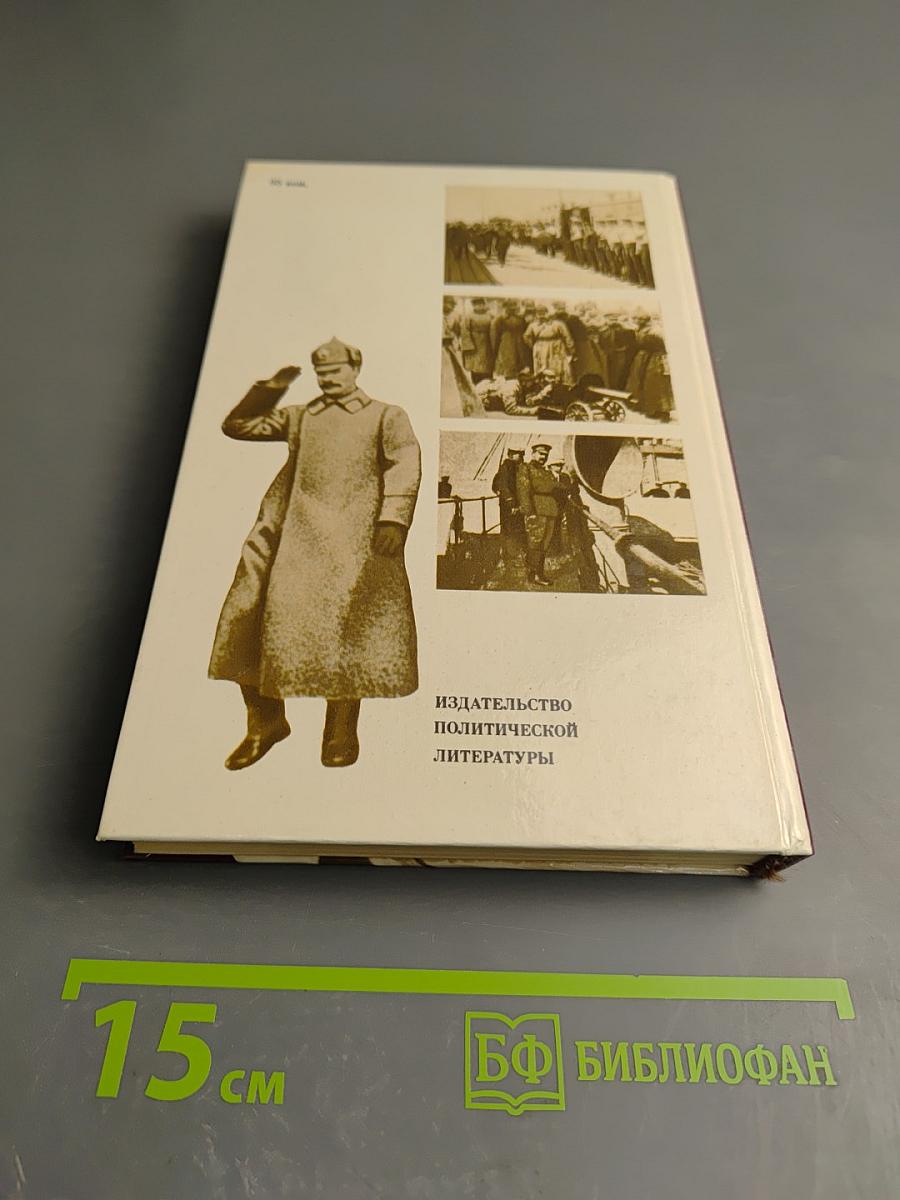 ИЗДАТЕЛЬСТВО
ПОЛИТИЧЕСКОЙ
ЛИТЕРАТУРЫ
15 СМ
БФ БИБЛИОФАН